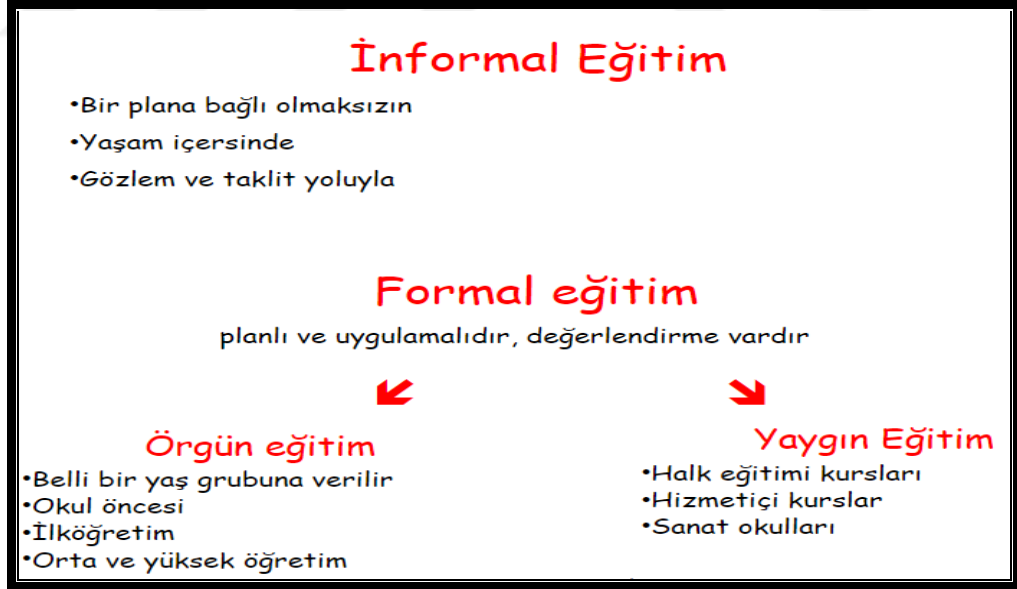 İnformal Eğitim
•Bir plana bağlı olmaksızın
•Yaşam içersinde
•Gözlem ve taklit yoluyla
Formal eğitim
planlı ve uygulamalıdır, değerlendirme vardır
Örgün eğitim
•Belli bir yaş grubuna verilir
•Okul öncesi
•İlköğretim
•Orta ve yüksek öğretim
Yaygın Eğitim
•Halk eğitimi kursları
•Hizmetiçi kurslar
•Sanat okulları